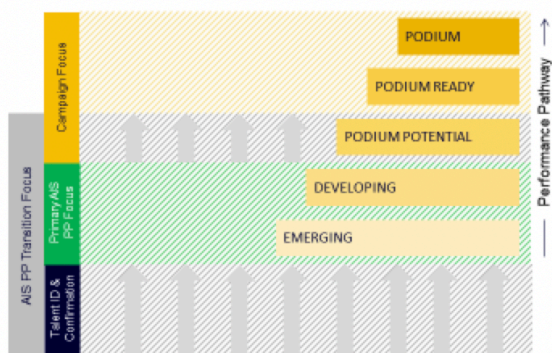 PODIUM
PODIUM READY
PODIUM POTENTIAL
DEVELOPING
EMERGING
Campaign Focus
Primary AIS
PP Focus
Talent ID &
Confirmation
AIS PP Transition Focus
Performance Pathway